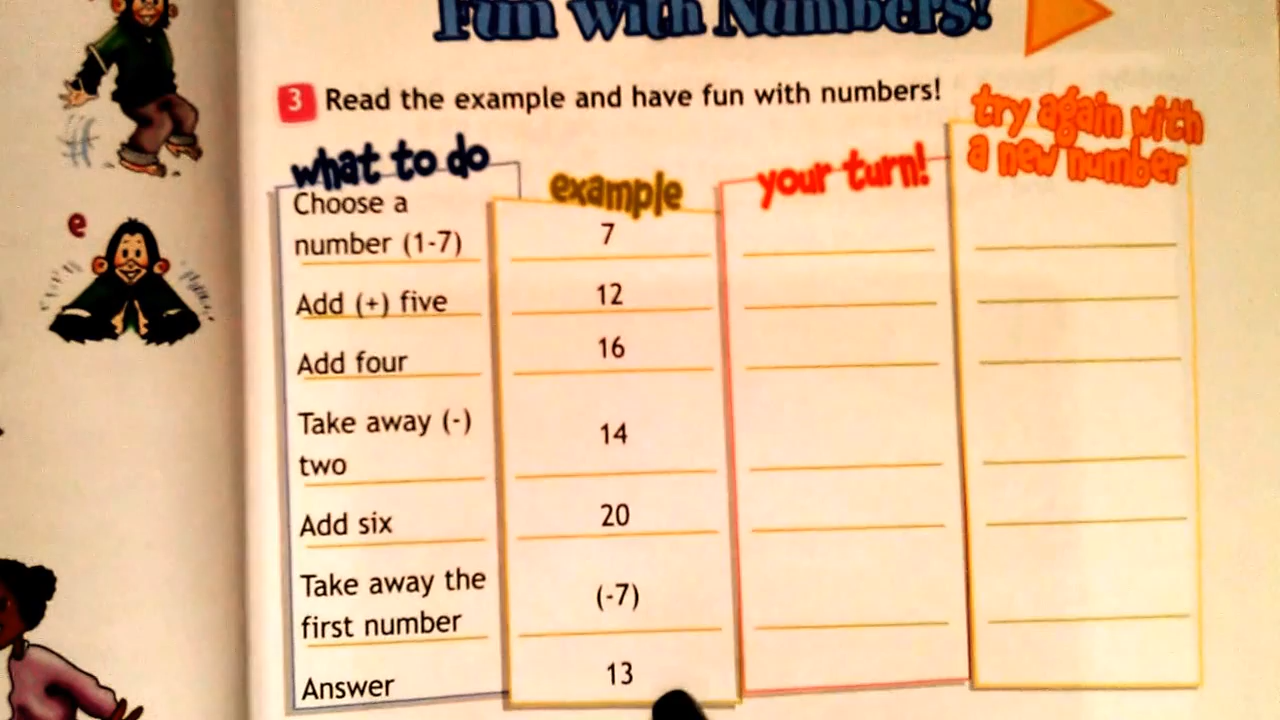 Fun with Numbers!
3 Read the example and have fun with numbers!
what to do
example
your turn!
try again with
a new number
Choose a
number (1-7)
7
Add (+) five
12
Add four
16
Take away (-)
two
14
Add six
20
Take away the
first number
(-7)
Answer
13
e